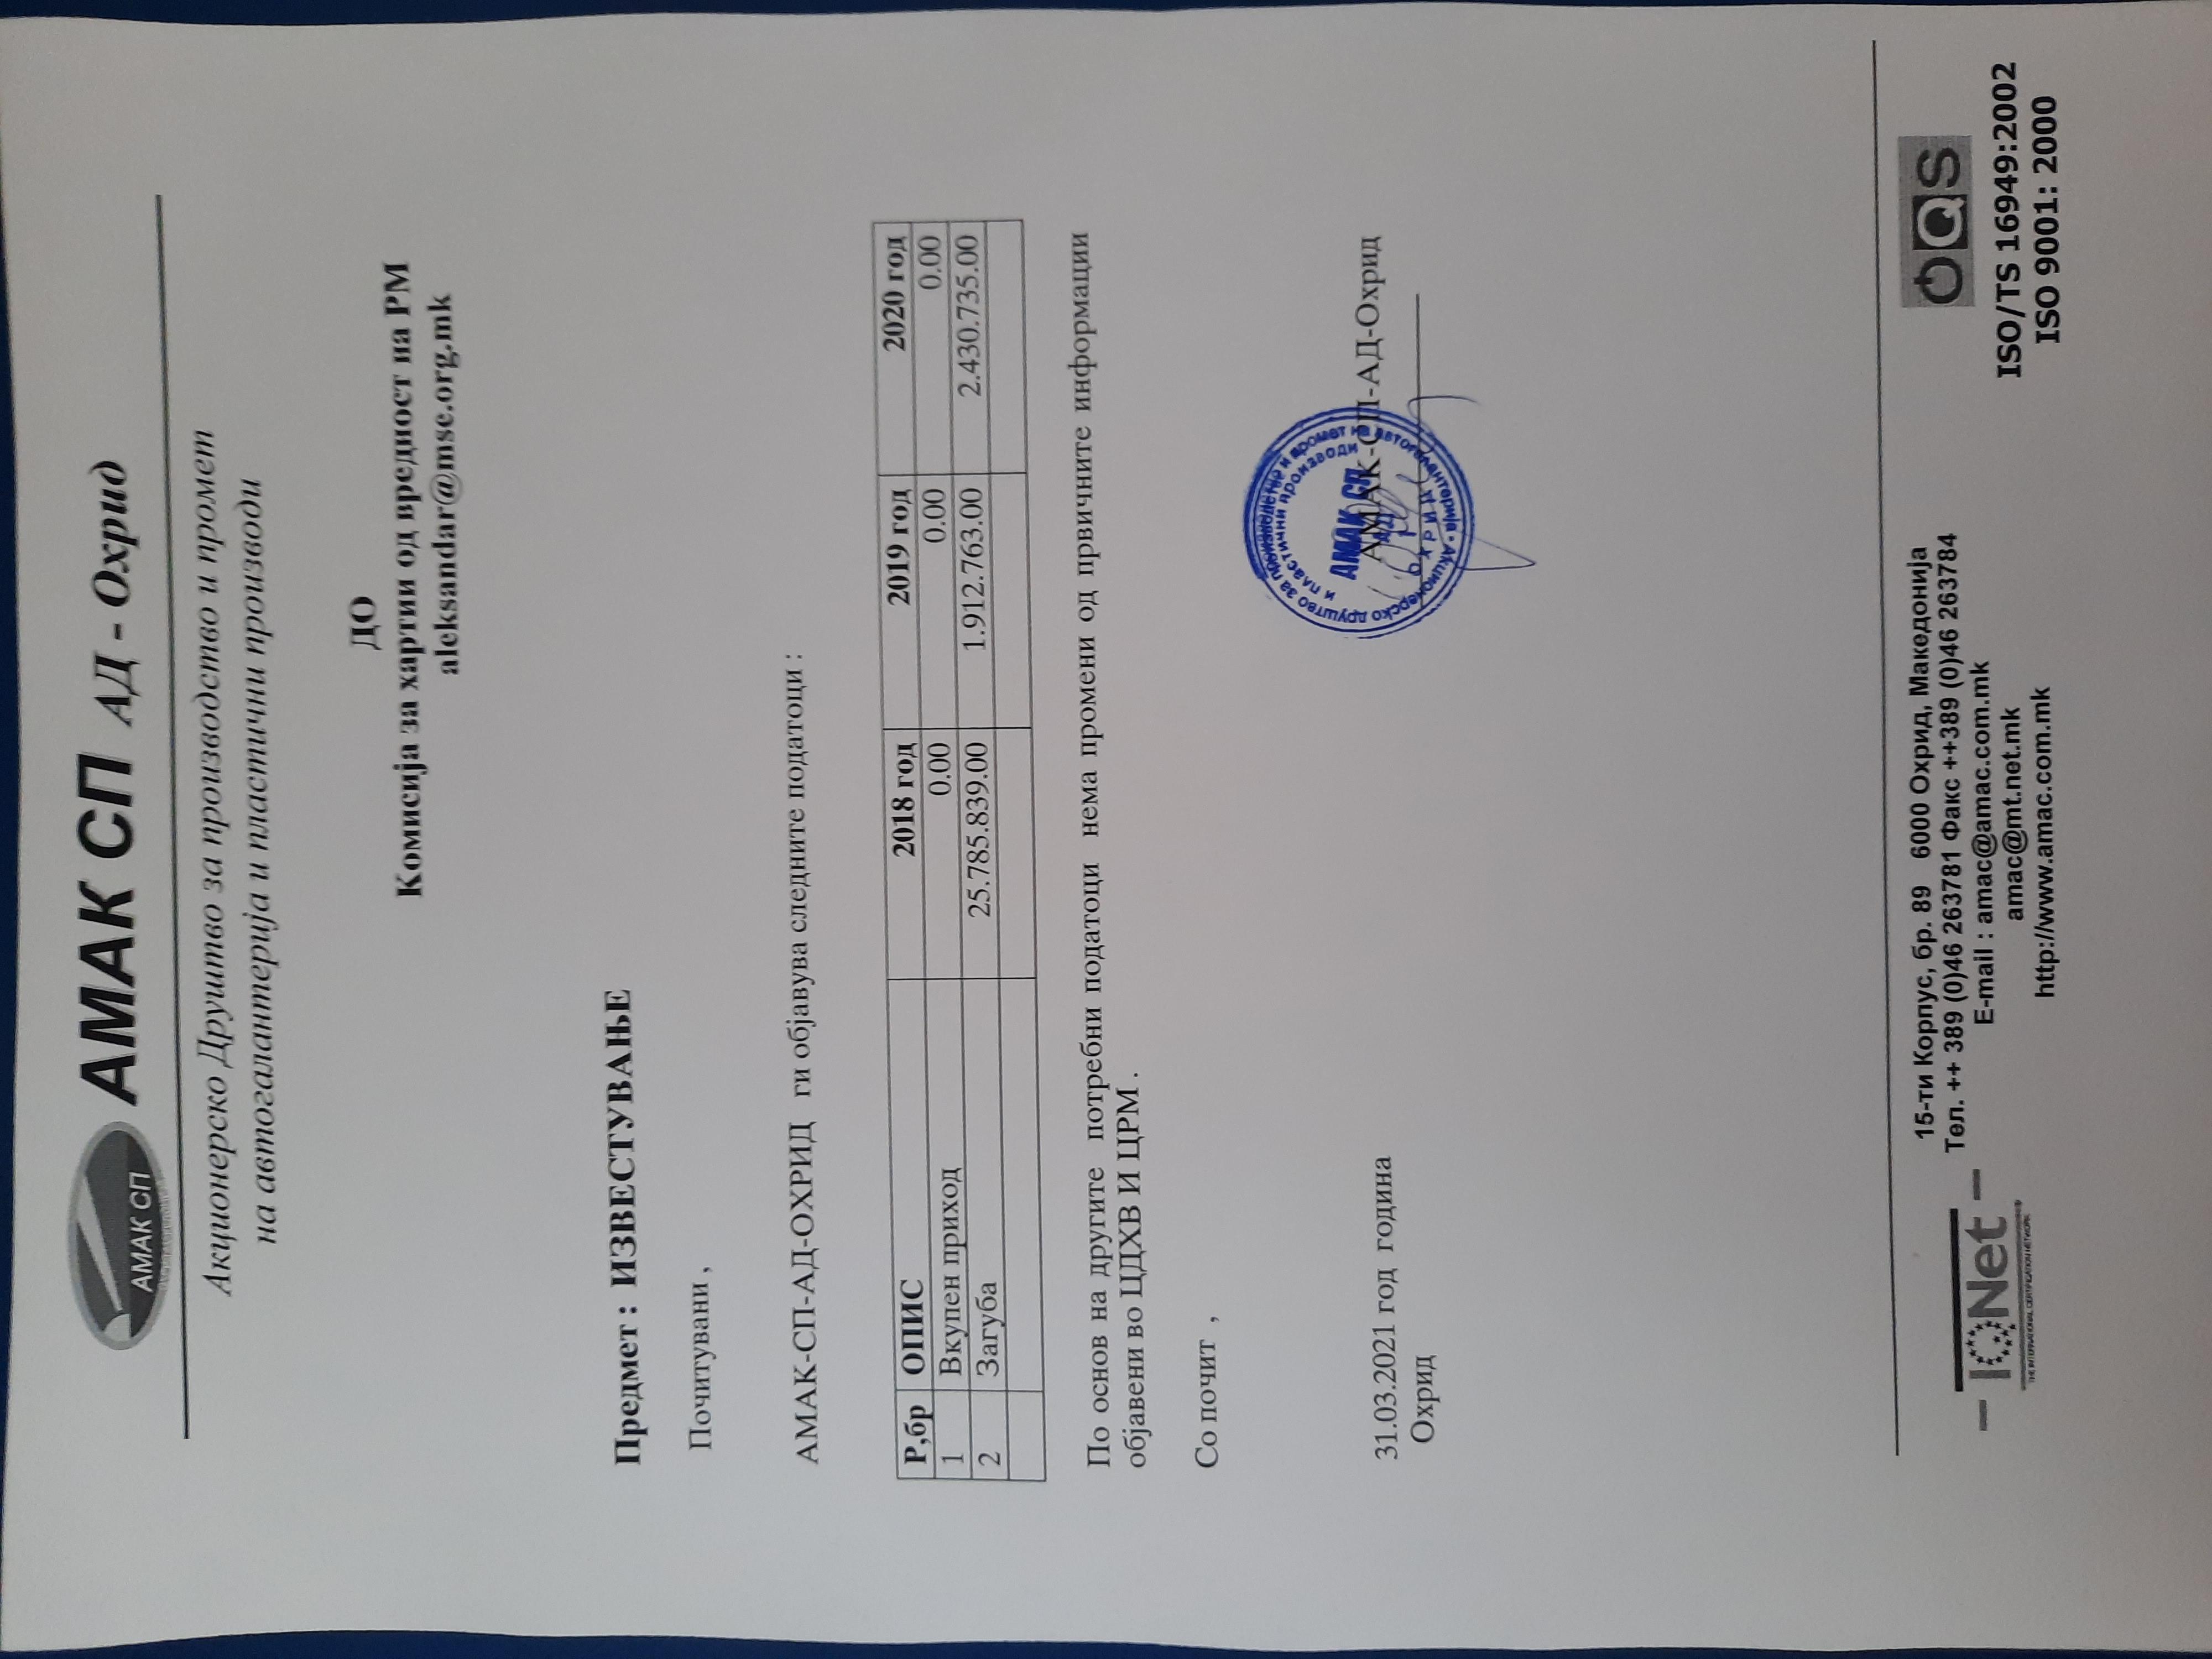 АМАК СП АМАК СП АД - Охрид
Акционерско Друштво за производство и промет
на автогалантерија и пластични производи
ДО
Комисија за хартии од вредност на РМ
aleksandar@mse.org.mk
Предмет : ИЗВЕСТУВАЊЕ
Почитувани ,
АМАК-СП-АД-ОХРИД ги објавува следните податоци :
Р,бр ОПИС 2018 год 2019 год 2020 год
1 Вкупен приход 0.00 0.00 0.00
2 Загуба 25.785.839.00 1.912.763.00 2.430.735.00
По основ на другите потребни податоци нема промени од првичните информации
објавени во ЦДХВ И ЦРМ .
Со почит ,
Акционерско друштво за производство и промет на автогалантерија -
и пластични производи
АМАК СП
АД
1
ОХРИД
АМАК-СП-АД-Охрид
31.03.2021 год година
Охрид
15-ти Корпус, бр. 89 6000 Охрид, Македонија
Тел. ++ 389 (0)46 263781 Факс ++389 (0)46 263784
E-mail : amac@amac.com.mk
amac@mt.net.mk
http://www.amac.com.mk
- IQNet -
THE INTERNATIONAL CERTIFICATION NETWORK
OQS
ISO/TS 16949:2002
ISO 9001: 2000